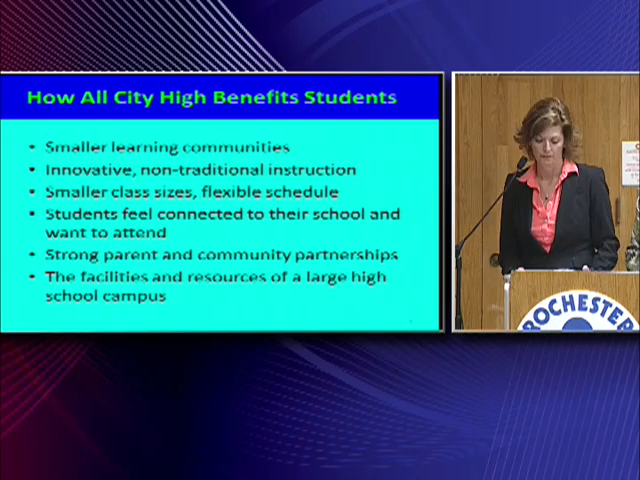 How All City High Benefits Students
• Smaller learning communities
• Innovative, non-traditional instruction
• Smaller class sizes, flexible schedule
• Students feel connected to their school and
want to attend
• Strong parent and community partnerships
• The facilities and resources of a large high
school campus
ROCHESTER